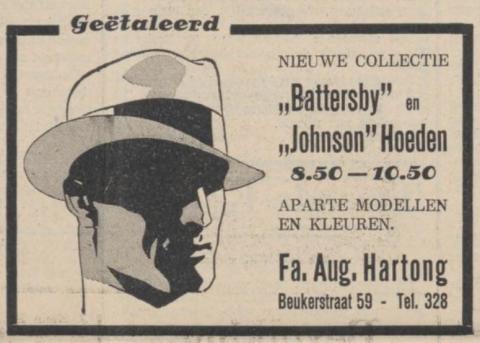 Geëtaleerd
NIEUWE COLLECTIE
„Battersby” en
„Johnson” Hoeden
8.50 — 10.50
APARTE MODELLEN
EN KLEUREN.
Fa. Aug. Hartong
Beukerstraat 59 - Tel. 328